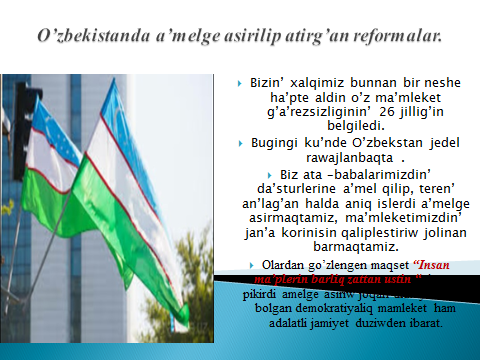 O’zbekistanda a’melge asirilip atirg’an reformalar.
Bizin’ xalqimiz bunnan bir neshe
ha’pte aldin o’z ma’mleket
g’a’rezsizliginin’ 26 jillig’in
belgiledi.
Bugingi ku’nde O’zbekstan jedel
rawajlanbaqta .
Biz ata –babalarimizdin’
da’sturlerine a’mel qilip, teren’
an’lag’an halda aniq islerdi a’melge
asirmaqtamiz, ma’mleketimizdin’
jan’a korinisin qaliplestiriw jolinan
barmaqtamiz.
Olardan go’zlengen maqset “Insan
ma’plerin barliq zattan ustin
pikirdi amelge asiriw joqari
bolgan demokratiyaliq mamleket ham
adalatli jamiyet duziwden ibarat.